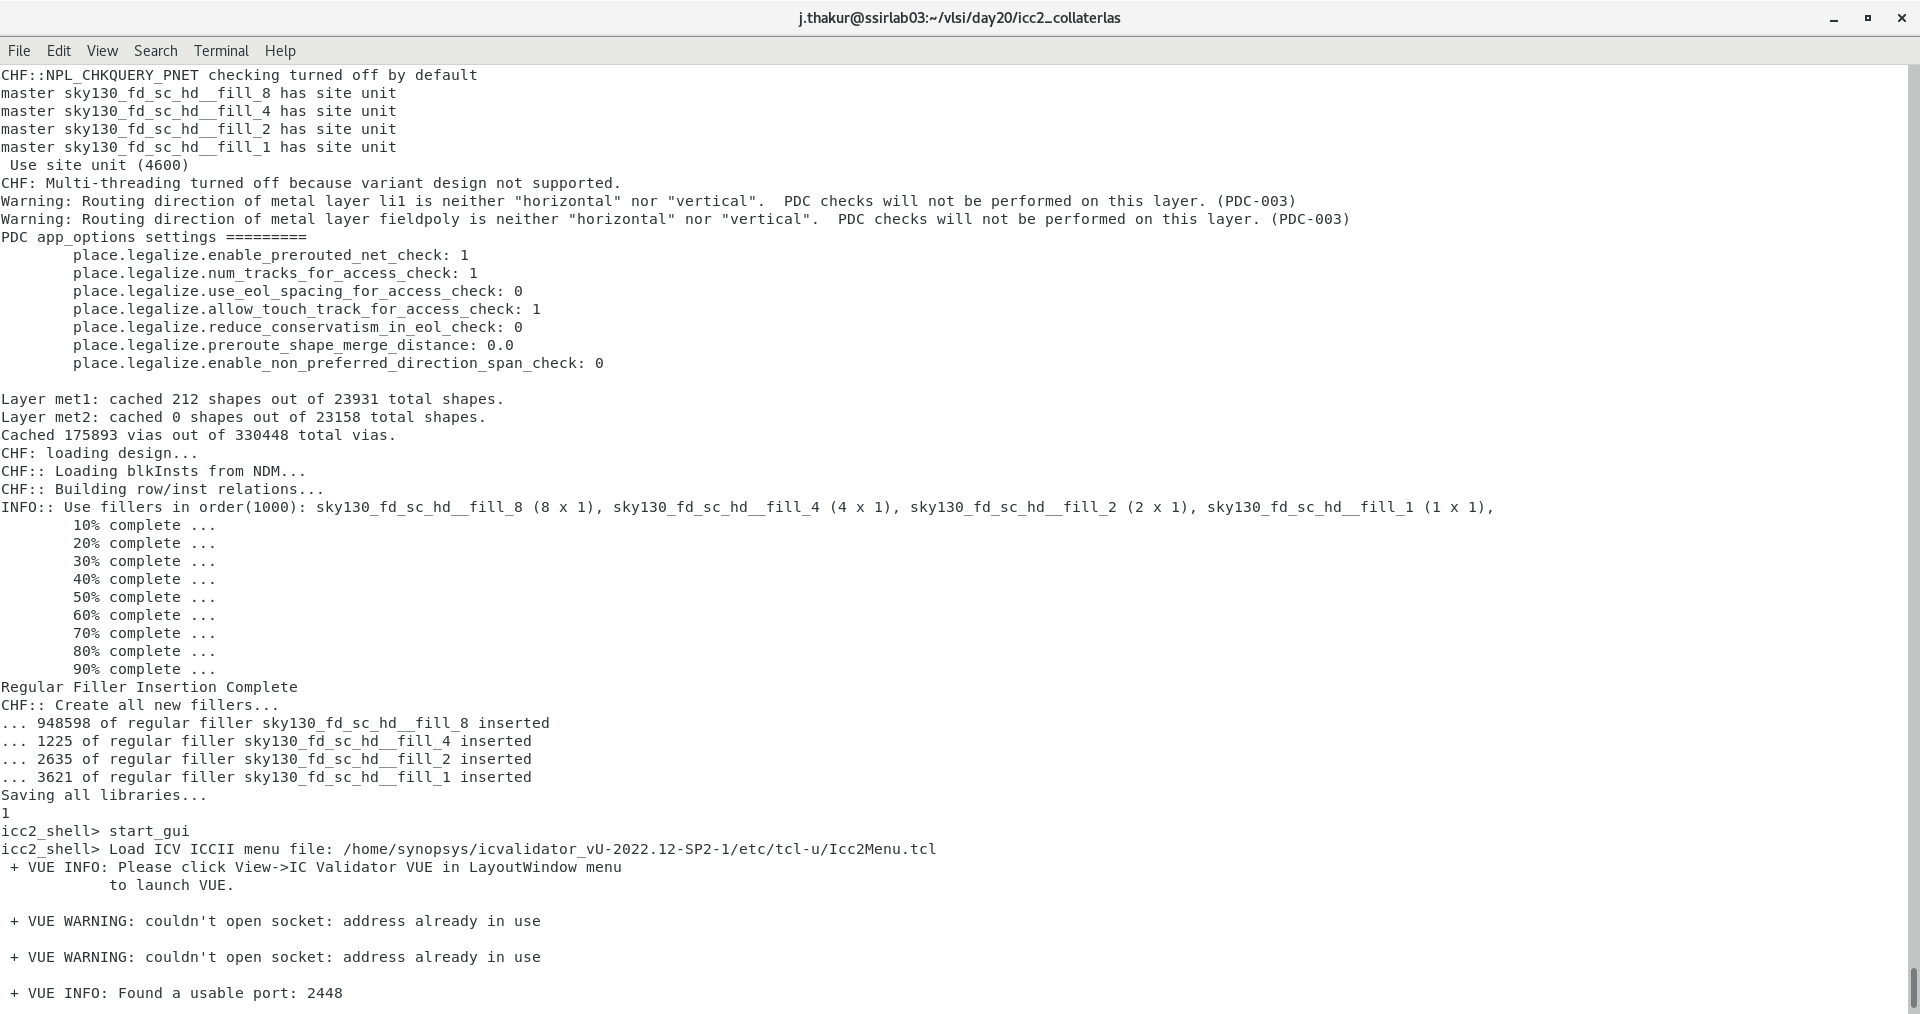 j.thakur@ssirlab03:~/vlsi/day20/icc2_collaterlas
File Edit View Search Terminal Help
CHF::NPL_CHKQUERY_PNET checking turned off by default
master sky130_fd_sc_hd__fill_8 has site unit
master sky130_fd_sc_hd__fill_4 has site unit
master sky130_fd_sc_hd__fill_2 has site unit
master sky130_fd_sc_hd__fill_1 has site unit
 Use site unit (4600)
CHF: Multi-threading turned off because variant design not supported.
Warning: Routing direction of metal layer li1 is neither "horizontal" nor "vertical".  PDC checks will not be performed on this layer. (PDC-003)
Warning: Routing direction of metal layer fieldpoly is neither "horizontal" nor "vertical".  PDC checks will not be performed on this layer. (PDC-003)
PDC app_options settings =========
        place.legalize.enable_prerouted_net_check: 1
        place.legalize.num_tracks_for_access_check: 1
        place.legalize.use_eol_spacing_for_access_check: 0
        place.legalize.allow_touch_track_for_access_check: 1
        place.legalize.reduce_conservatism_in_eol_check: 0
        place.legalize.preroute_shape_merge_distance: 0.0
        place.legalize.enable_non_preferred_direction_span_check: 0
Layer met1: cached 212 shapes out of 23931 total shapes.
Layer met2: cached 0 shapes out of 23158 total shapes.
Cached 175893 vias out of 330448 total vias.
CHF: loading design...
CHF:: Loading blkInsts from NDM...
CHF:: Building row/inst relations...
INFO:: Use fillers in order(1000): sky130_fd_sc_hd__fill_8 (8 x 1), sky130_fd_sc_hd__fill_4 (4 x 1), sky130_fd_sc_hd__fill_2 (2 x 1), sky130_fd_sc_hd__fill_1 (1 x 1),
        10% complete ...
        20% complete ...
        30% complete ...
        40% complete ...
        50% complete ...
        60% complete ...
        70% complete ...
        80% complete ...
        90% complete ...
Regular Filler Insertion Complete
CHF:: Create all new fillers...
... 948598 of regular filler sky130_fd_sc_hd__fill_8 inserted
... 1225 of regular filler sky130_fd_sc_hd__fill_4 inserted
... 2635 of regular filler sky130_fd_sc_hd__fill_2 inserted
... 3621 of regular filler sky130_fd_sc_hd__fill_1 inserted
Saving all libraries...
1
icc2_shell> start_gui
icc2_shell> Load ICV ICCII menu file: /home/synopsys/icvalidator_vU-2022.12-SP2-1/etc/tcl-u/Icc2Menu.tcl
 + VUE INFO: Please click View->IC Validator VUE in LayoutWindow menu
            to launch VUE.
 + VUE WARNING: couldn't open socket: address already in use
 + VUE WARNING: couldn't open socket: address already in use
 + VUE INFO: Found a usable port: 2448